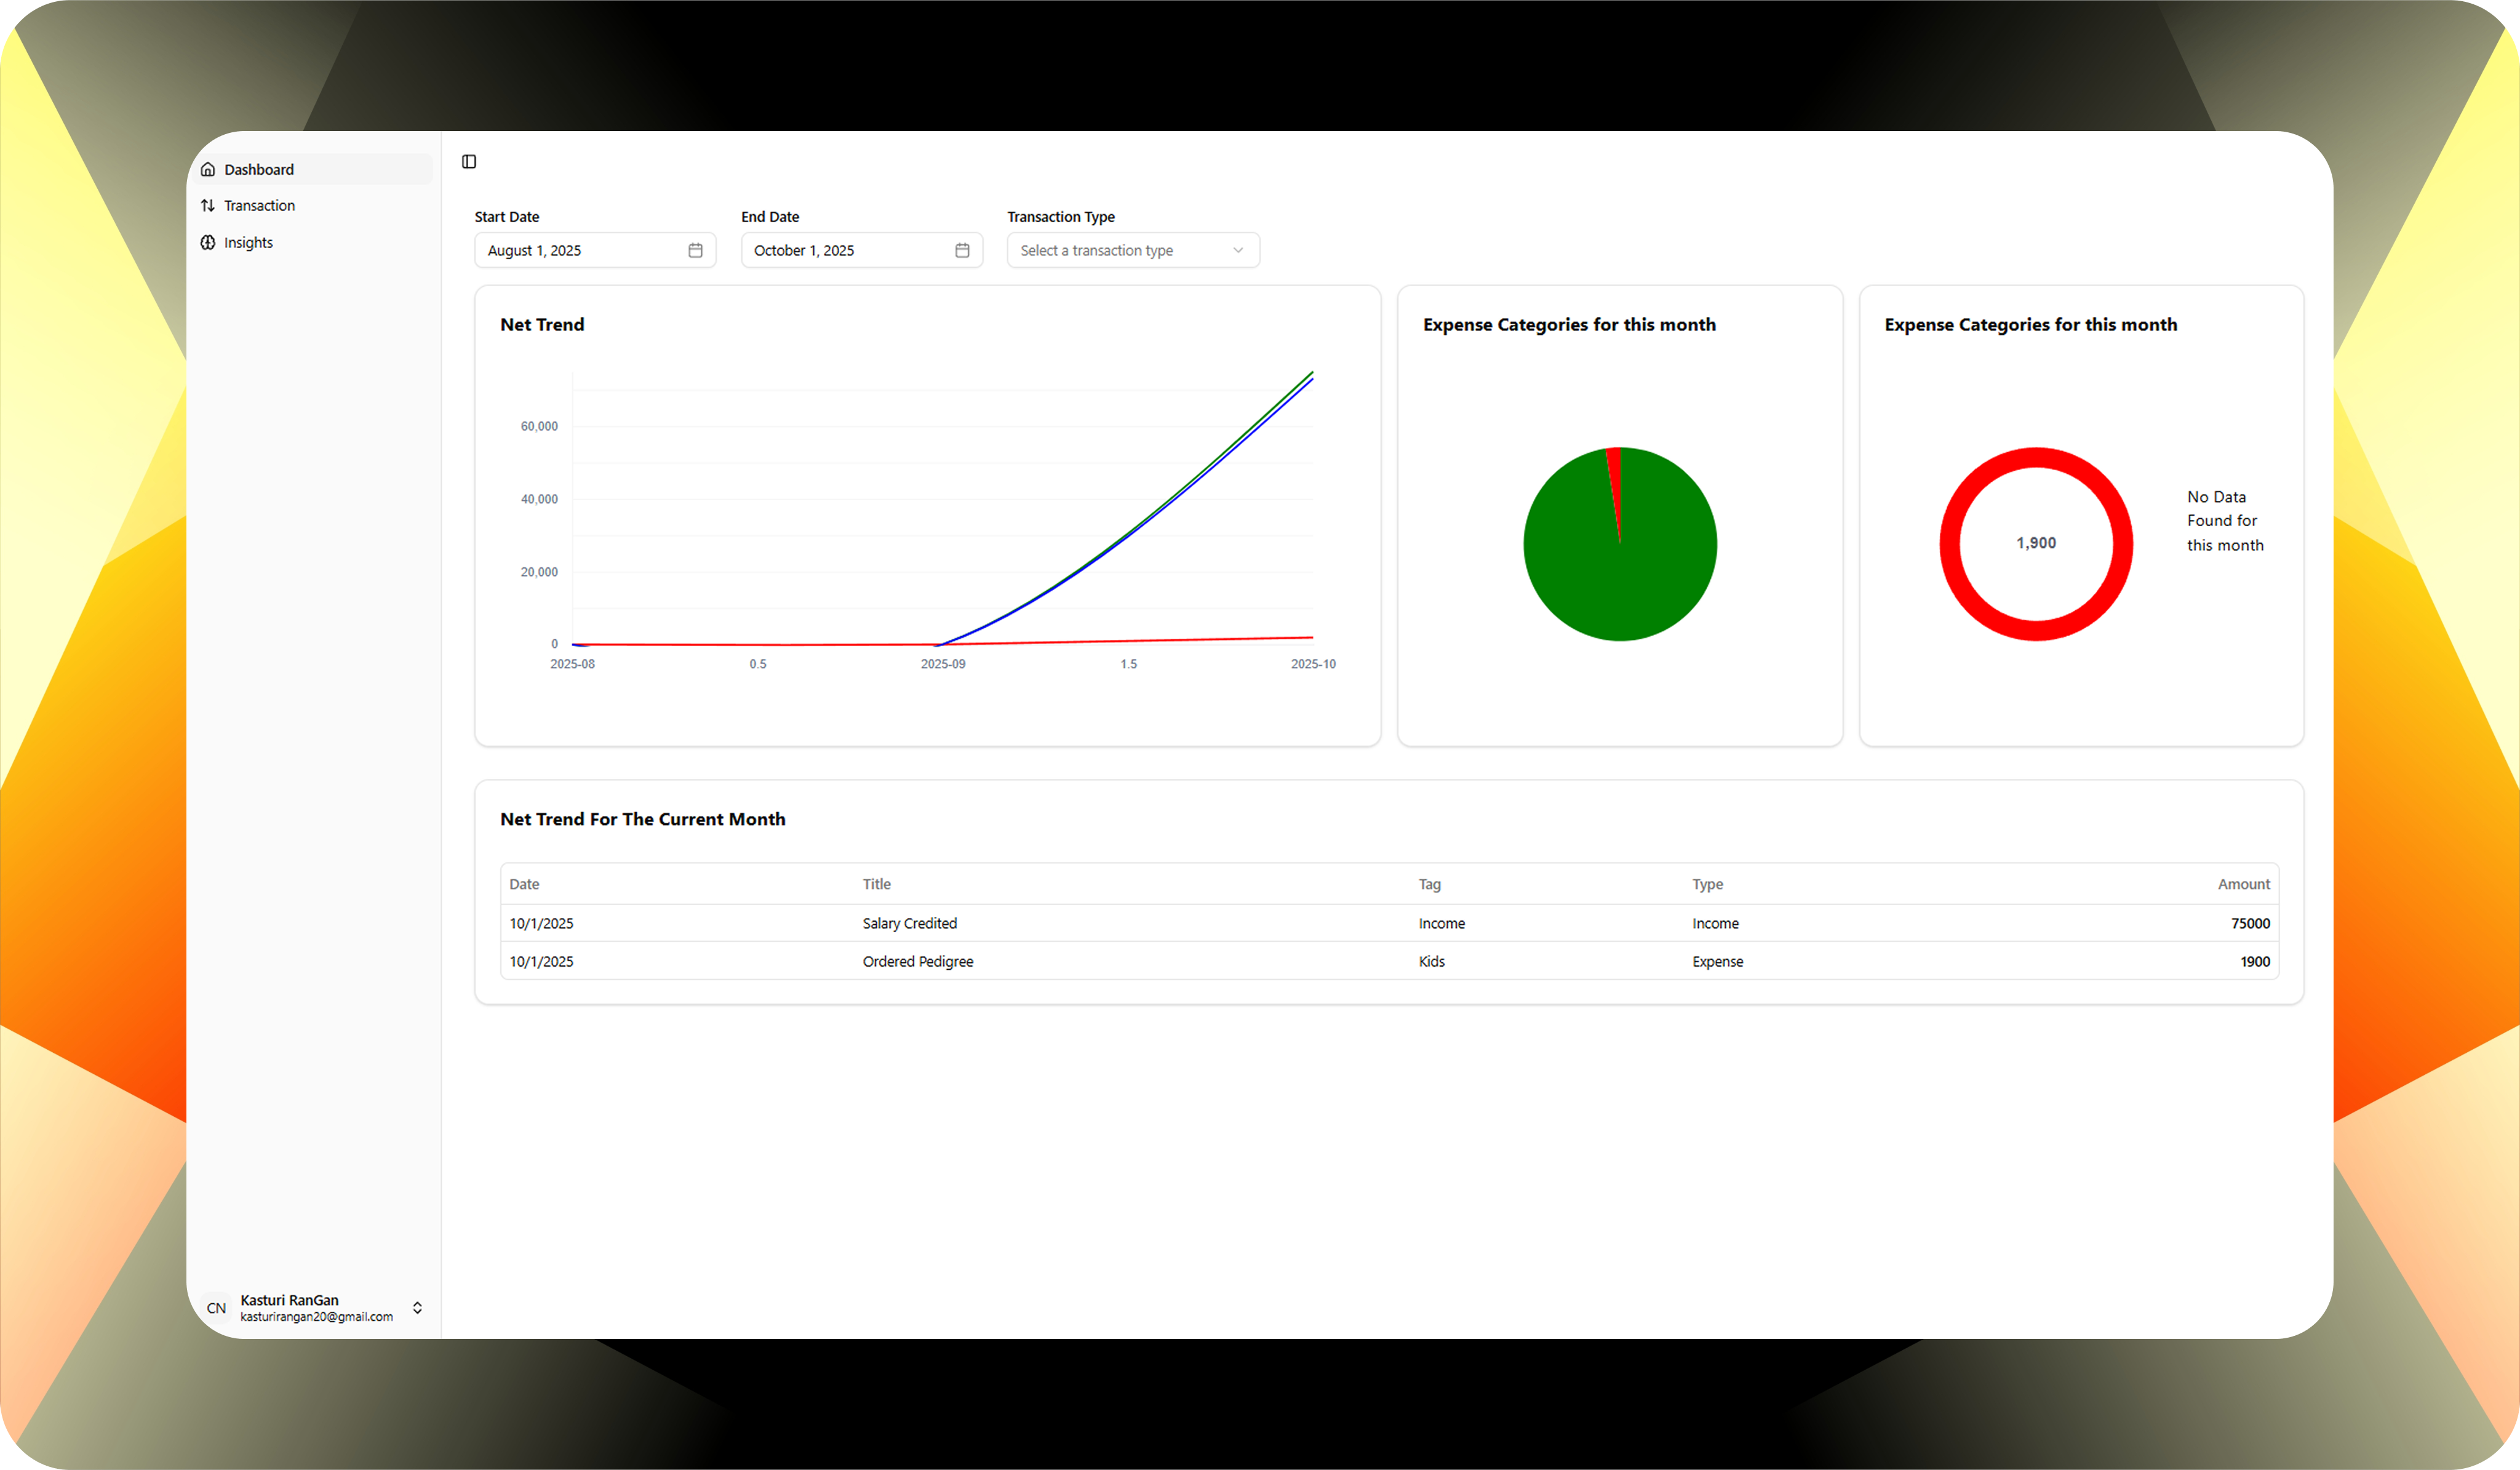 Dashboard
Transaction
Insights
Start Date
End Date
Transaction Type
August 1, 2025
October 1, 2025
Select a transaction type
Net Trend
60,000
40,000
20,000
0
2025-08
0.5
2025-09
1.5
2025-10
Expense Categories for this month
Expense Categories for this month
1,900
No Data
Found for
this month
Net Trend For The Current Month
Date Title Tag Type Amount
10/1/2025 Salary Credited Income Income 75000
10/1/2025 Ordered Pedigree Kids Expense 1900
CN
Kasturi RanGan
kasturirangan20@gmail.com